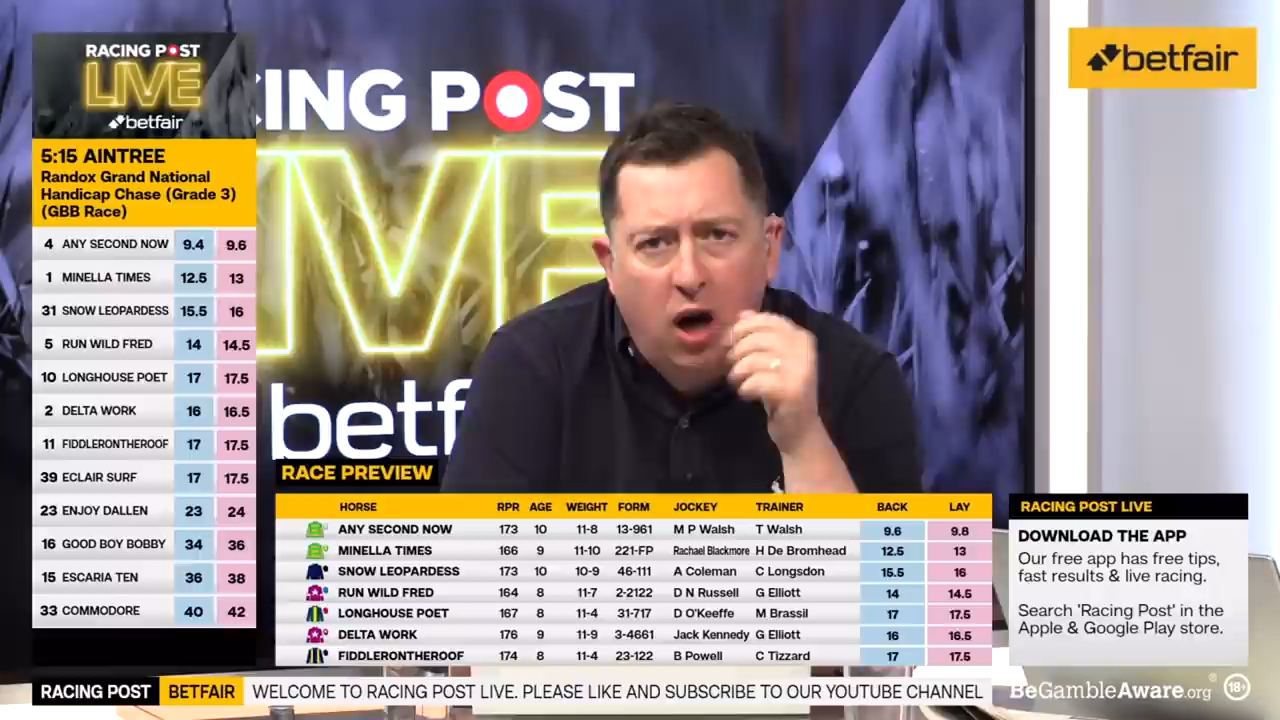 RACING POST
LIVE
betfair
5:15 AINTREE
Randox Grand National
Handicap Chase (Grade 3)
(GBB Race)
4 ANY SECOND NOW 9.4 9.6
1 MINELLA TIMES 12.5 13
31 SNOW LEOPARDESS 15.5 16
5 RUN WILD FRED 14 14.5
10 LONGHOUSE POET 17 17.5
2 DELTA WORK 16 16.5
11 FIDDLERONTHEROOF 17 17.5
39 ECLAIR SURF 17 17.5
23 ENJOY DALLEN 23 24
16 GOOD BOY BOBBY 34 36
15 ESCARIA TEN 36 38
33 COMMODORE 40 42
CING POST
IVE
betf
betfair
RACE PREVIEW
HORSE RPR AGE WEIGHT FORM JOCKEY TRAINER BACK LAY
ANY SECOND NOW 173 10 11-8 13-961 M P Walsh T Walsh 9.6 9.8
MINELLA TIMES 166 9 11-10 221-FP Rachael Blackmore H De Bromhead 12.5 13
SNOW LEOPARDESS 173 10 10-9 46-111 A Coleman C Longsdon 15.5 16
RUN WILD FRED 164 8 11-7 2-2122 D N Russell G Elliott 14 14.5
LONGHOUSE POET 167 8 11-4 31-717 D O'Keeffe M Brassil 17 17.5
DELTA WORK 176 9 11-9 3-4661 Jack Kennedy G Elliott 16 16.5
FIDDLERONTHEROOF 174 8 11-4 23-122 B Powell C Tizzard 17 17.5
RACING POST LIVE
DOWNLOAD THE APP
Our free app has free tips,
fast results & live racing.
Search 'Racing Post' in the
Apple & Google Play store.
RACING POST BETFAIR WELCOME TO RACING POST LIVE. PLEASE LIKE AND SUBSCRIBE TO OUR YOUTUBE CHANNEL
BeGambleAware.org® 18+